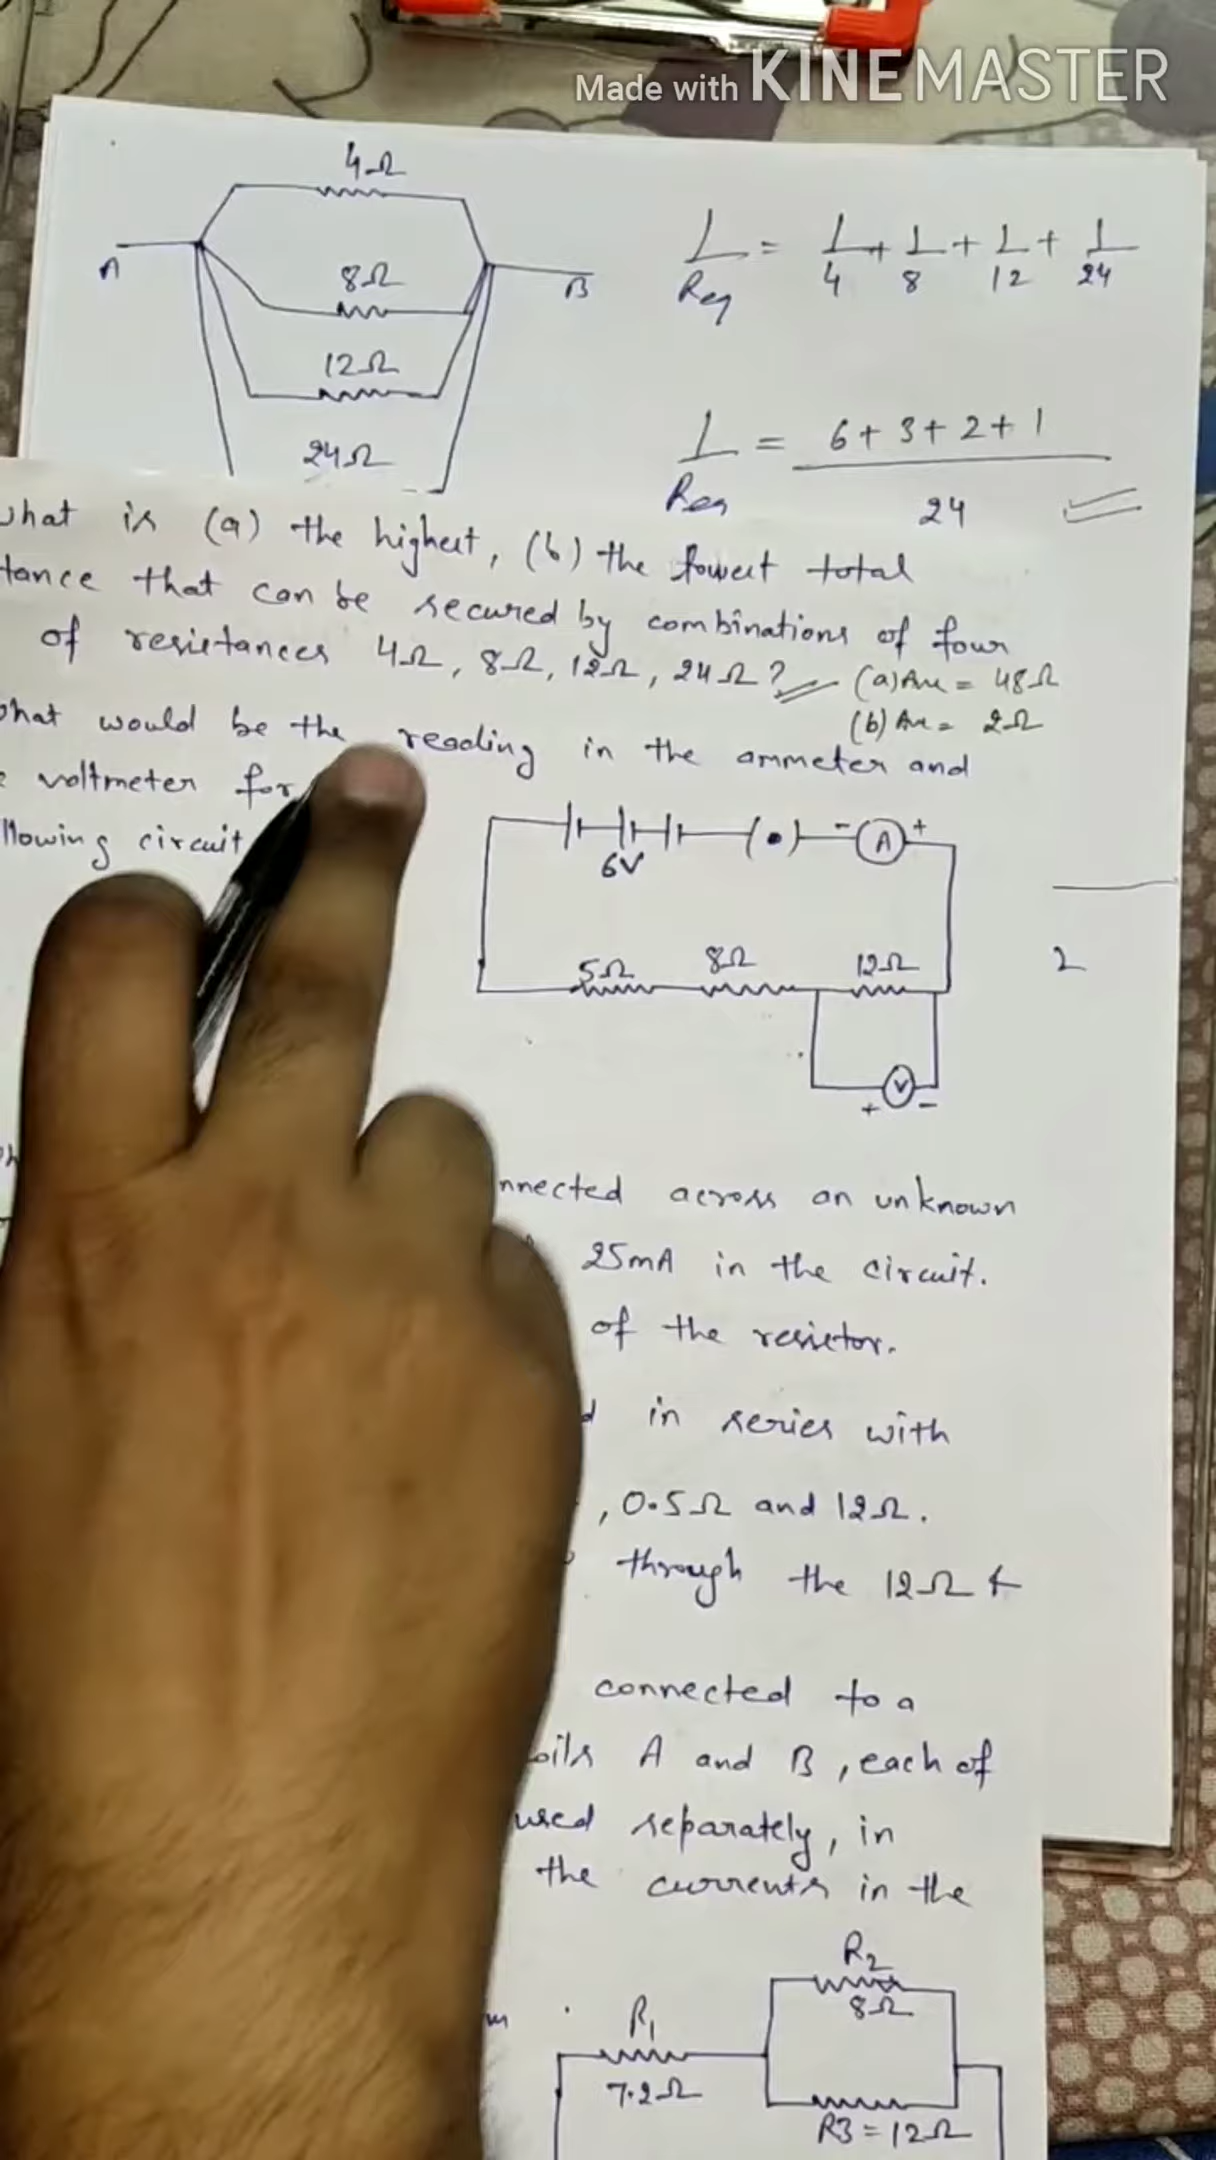 Made with KINEMASTER
4Ω
A
8Ω
B
12Ω
24Ω
1/Req = 1/4 + 1/8 + 1/12 + 1/24
1/Req = 6+3+2+1/24
what is (a) the highest, (b) the lowest total
tance that can be secured by combinations of four
of resistances 4Ω, 8Ω, 12Ω, 24Ω? (a) Ans = 48Ω
(b) Ans = 2Ω
what would be the reading in the ammeter and
voltmeter for
llowing circuit
6V
- A +
5Ω 8Ω 12Ω
2
+ V -
nnected across an unknown
25mA in the circuit.
of the resistor.
in series with
, 0.5Ω and 12Ω.
through the 12Ω
connected to a
oils A and B, each of
used separately, in
the currents in the
R2
8Ω
R1
7.2Ω
R3 = 12Ω